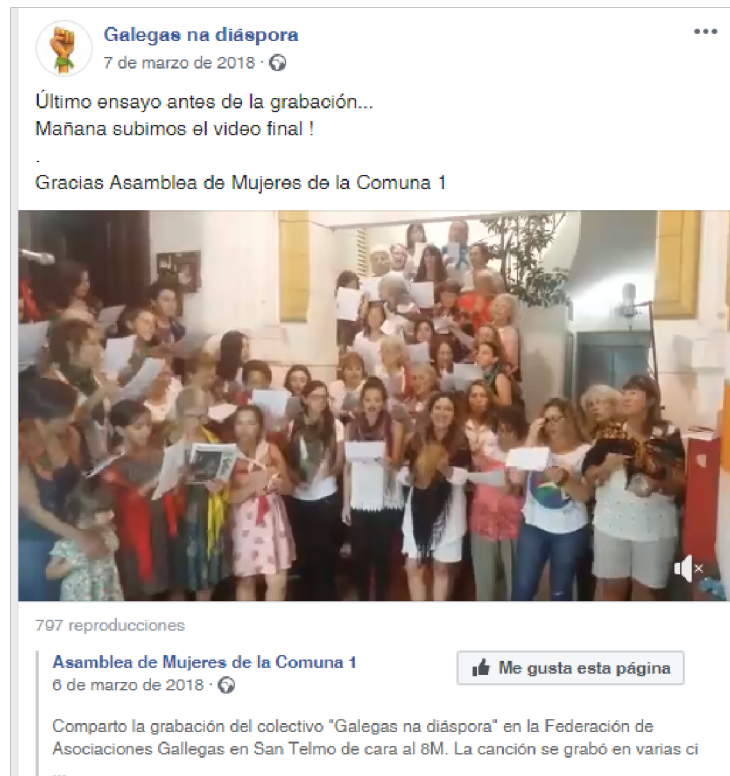 Galegas na diáspora
7 de marzo de 2018 ·
Último ensayo antes de la grabación...
Mañana subimos el video final !
.
Gracias Asamblea de Mujeres de la Comuna 1
797 reproducciones
Asamblea de Mujeres de la Comuna 1
6 de marzo de 2018 ·
Me gusta esta página
Comparto la grabación del colectivo "Galegas na diáspora" en la Federación de
Asociaciones Gallegas en San Telmo de cara al 8M. La canción se grabó en varias ci
...